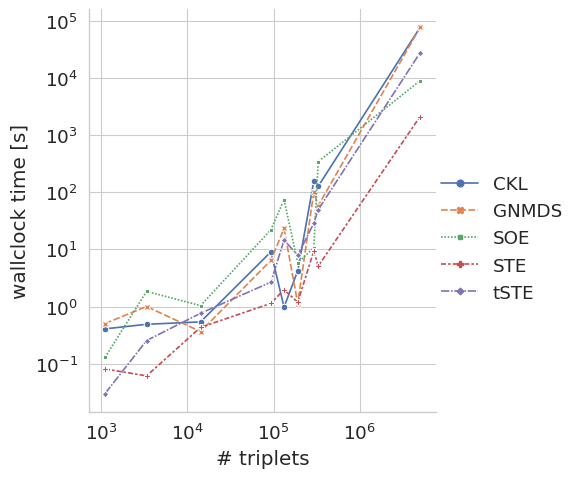 10^5
10^4
10^3
10^2
10^1
10^0
10^−1
wallclock time [s]
10^3 10^4 10^5 10^6
# triplets
CKL
GNMDS
SOE
STE
tSTE